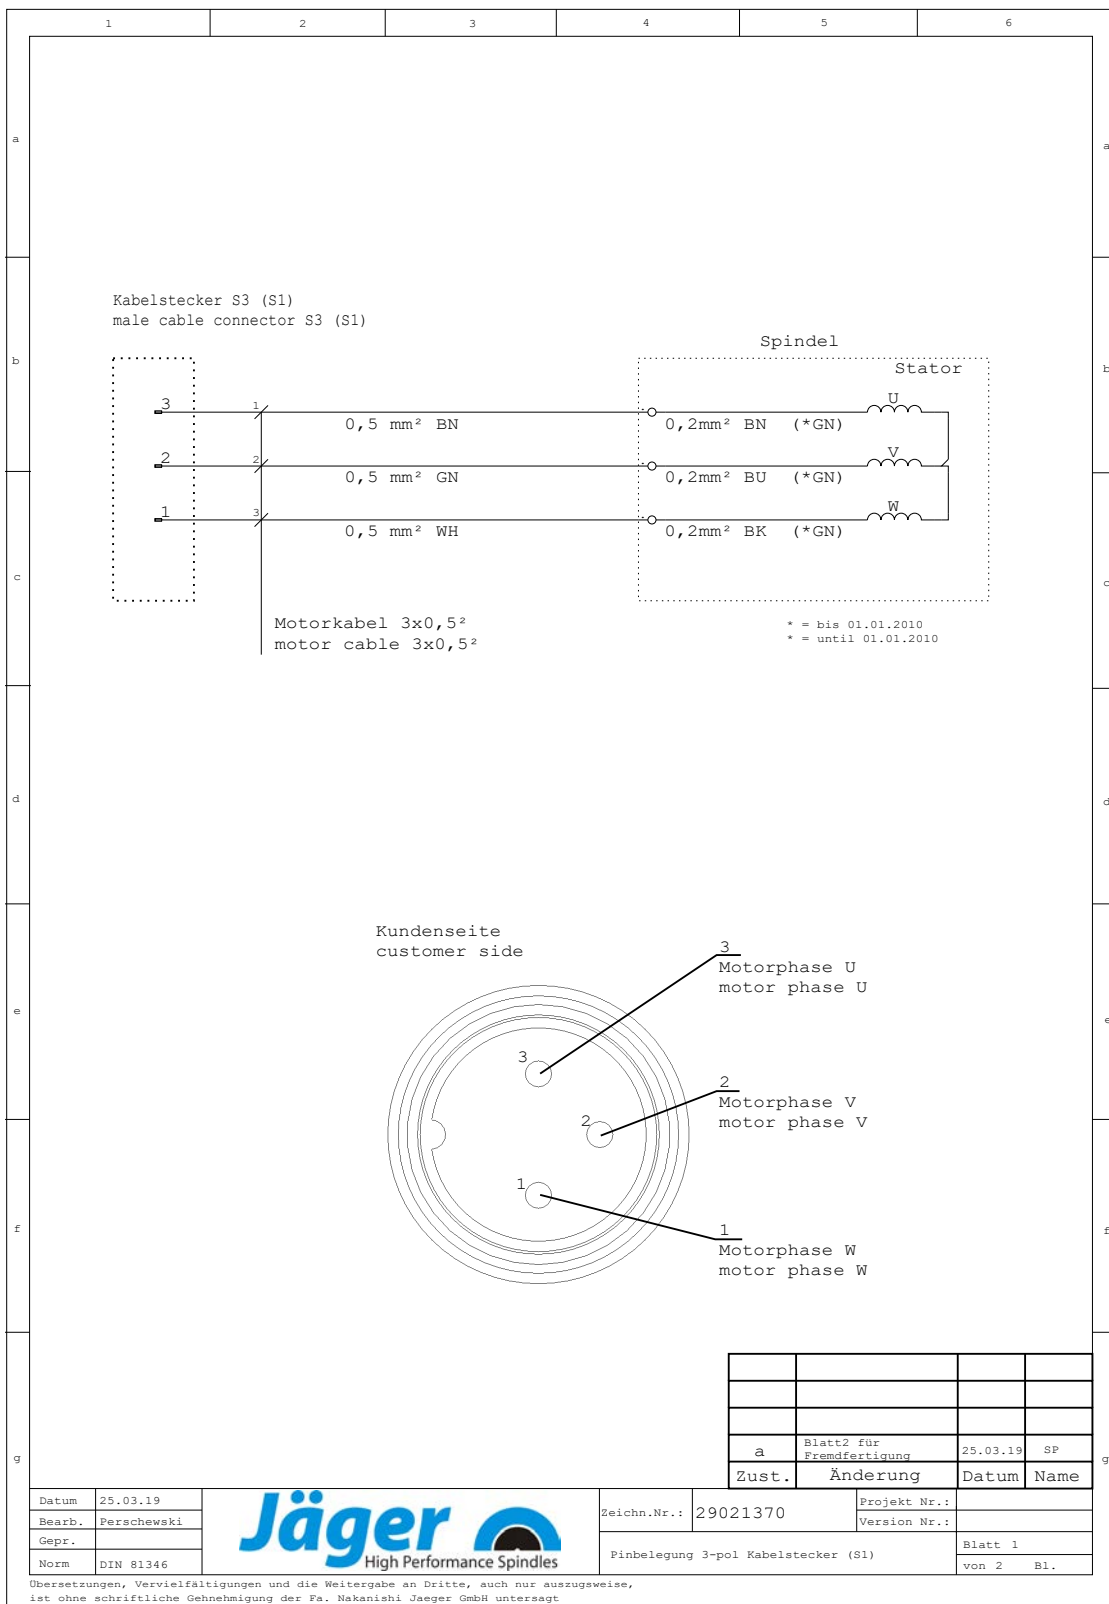 1 2 3 4 5 6
a a
Kabelstecker S3 (S1)
male cable connector S3 (S1)
b b
Spindel
Stator
3 1 0,5 mm² BN 0,2mm² BN (*GN) U
2 2 0,5 mm² GN 0,2mm² BU (*GN) V
1 3 0,5 mm² WH 0,2mm² BK (*GN) W
c c
Motorkabel 3x0,5²
motor cable 3x0,5²
* = bis 01.01.2010
* = until 01.01.2010
d d
Kundenseite
customer side
3
Motorphase U
motor phase U
e e
3
2
Motorphase V
motor phase V
2
1
f f
1
Motorphase W
motor phase W
g g
a Blatt2 für Fremdfertigung 25.03.19 SP
Zust. Änderung Datum Name
Datum 25.03.19
Bearb. Perschewski
Gepr.
Norm DIN 81346
Jäger
High Performance Spindles
Zeichn.Nr.: 29021370
Projekt Nr.:
Version Nr.:
Pinbelegung 3-pol Kabelstecker (S1)
Blatt 1
von 2 Bl.
Übersetzungen, Vervielfältigungen und die Weitergabe an Dritte, auch nur auszugsweise,
ist ohne schriftliche Gehnehmigung der Fa. Nakanishi Jaeger GmbH untersagt